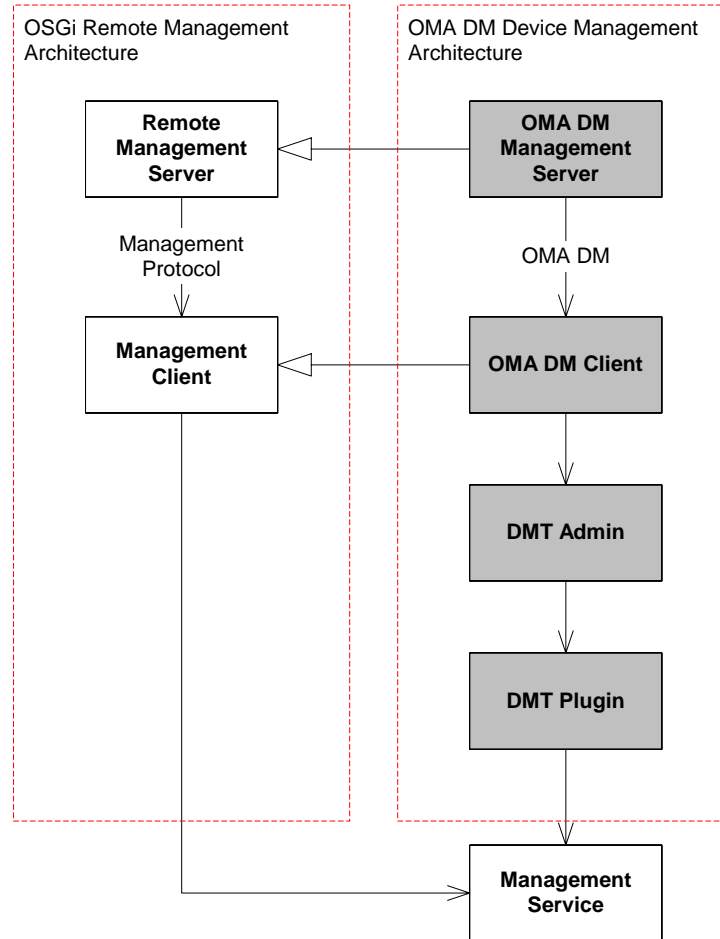 OSGi Remote Management
Architecture
OMA DM Device Management
Architecture
Remote
Management
Server
OMA DM
Management
Server
Management
Protocol
OMA DM
Management
Client
OMA DM Client
DMT Admin
DMT Plugin
Management
Service